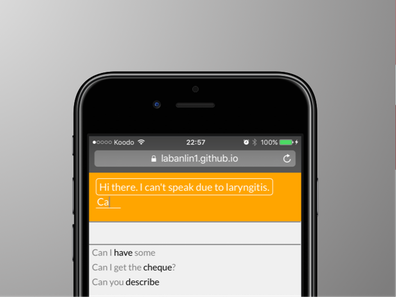 Koodo 22:57 100%
labanlin1.github.io
Hi there. I can't speak due to laryngitis.
Ca
Can I have some
Can I get the cheque?
Can you describe